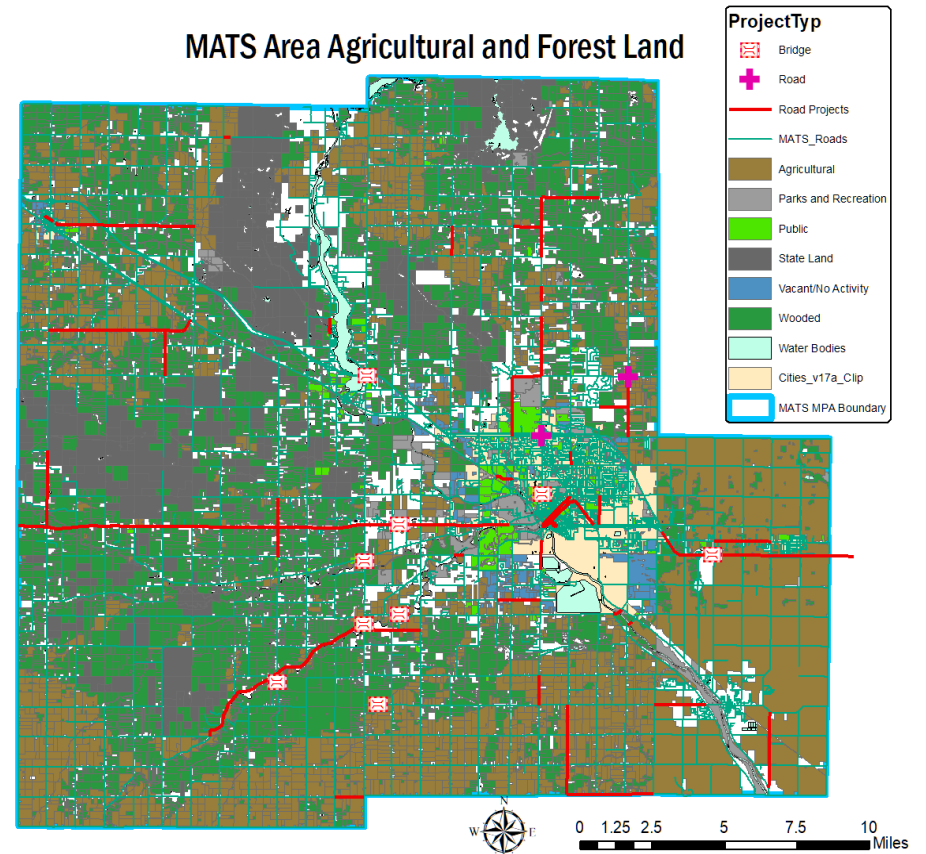 MATS Area Agricultural and Forest Land
ProjectTyp
Bridge
Road
Road Projects
MATS_Roads
Agricultural
Parks and Recreation
Public
State Land
Vacant/No Activity
Wooded
Water Bodies
Cities_v17a_Clip
MATS MPA Boundary
N
W E
S
0 1.25 2.5 5 7.5 10
Miles